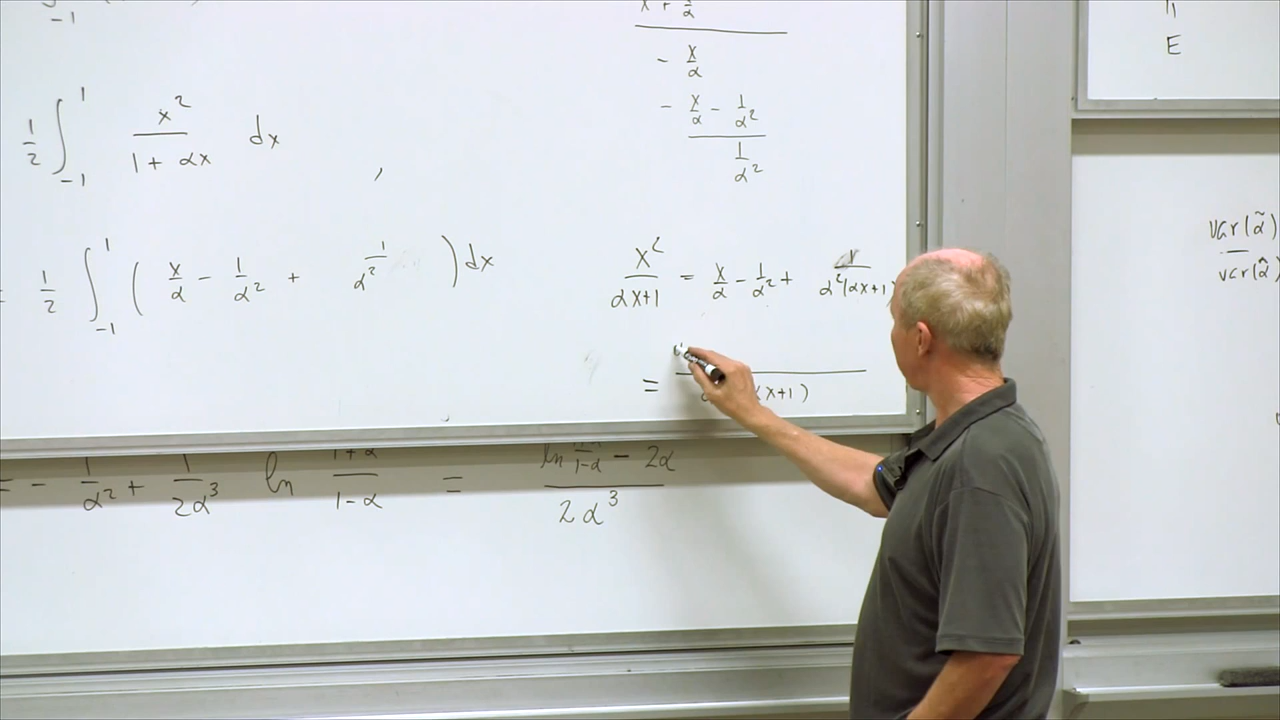 -1
x + 1/α
- x/α
- x/α - 1/α²
1/α²
1/2 ∫_{-1}^{1} x²/(1 + αx) dx ,
= 1/2 ∫_{-1}^{1} ( x/α - 1/α² + 1/α² ) dx
x²/(αx+1) = x/α - 1/α² + 1/(α²(αx+1))
= (x+1)
= - 1/α² + 1/(2α³) ln (1+α)/(1-α) = (ln (1+α)/(1-α) - 2α)/(2α³)
E
var(α̃)/var(α̂)